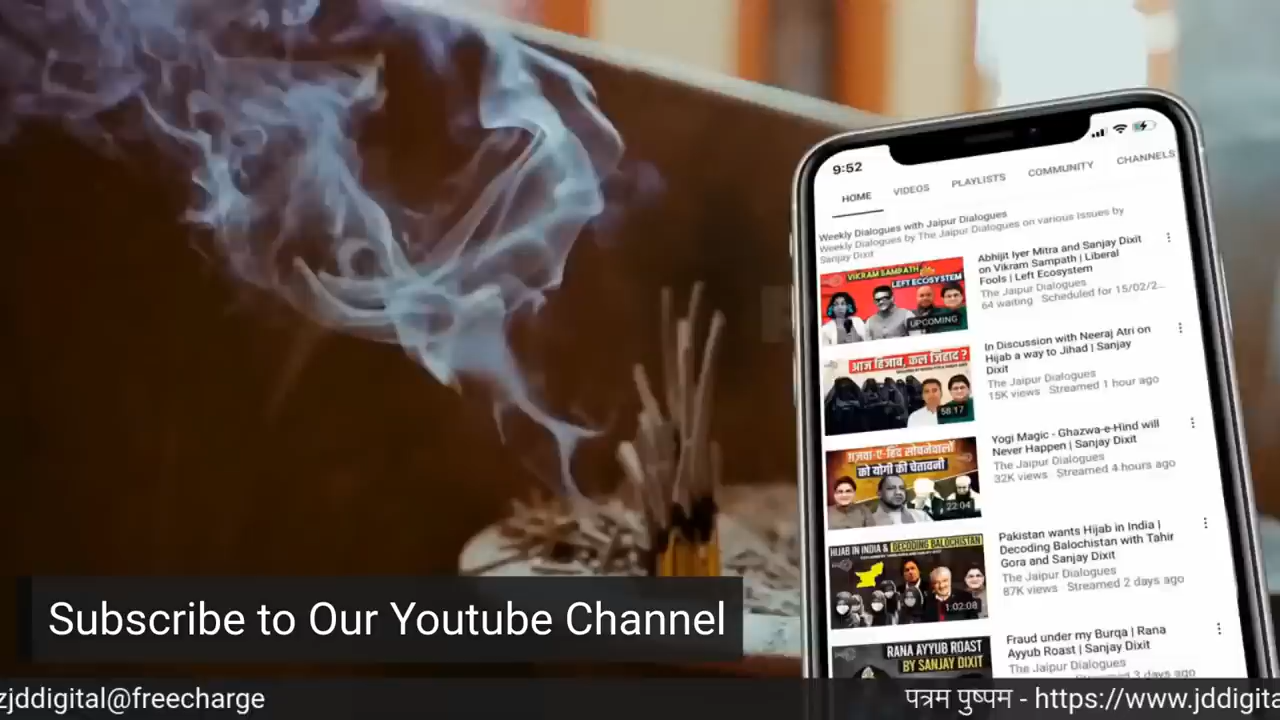 9:52
HOME VIDEOS PLAYLISTS COMMUNITY CHANNELS
Weekly Dialogues with Jaipur Dialogues
Weekly Dialogues by The Jaipur Dialogues on various Issues by
Sanjay Dixit
VIKRAM SAMPATH
LEFT ECOSYSTEM
UPCOMING
Abhijit Iyer Mitra and Sanjay Dixit
on Vikram Sampath | Liberal
Fools | Left Ecosystem
The Jaipur Dialogues
64 waiting Scheduled for 15/02/2...
आज हिजाब, कल जिहाद ?
58:17
In Discussion with Neeraj Atri on
Hijab a way to Jihad | Sanjay
Dixit
The Jaipur Dialogues
15K views Streamed 1 hour ago
ग़ज़वा-ए-हिंद सोचनेवालों
को योगी की चेतावनी
22:04
Yogi Magic - Ghazwa-e-Hind will
Never Happen | Sanjay Dixit
The Jaipur Dialogues
32K views Streamed 4 hours ago
HIJAB IN INDIA & DECODING BALOCHISTAN
1:02:08
Pakistan wants Hijab in India |
Decoding Balochistan with Tahir
Gora and Sanjay Dixit
The Jaipur Dialogues
87K views Streamed 2 days ago
RANA AYYUB ROAST
BY SANJAY DIXIT
Fraud under my Burqa | Rana
Ayyub Roast | Sanjay Dixit
The Jaipur Dialogues
Streamed 3 days ago
Subscribe to Our Youtube Channel
zjddigital@freecharge
पत्रम पुष्पम - https://www.jddigita